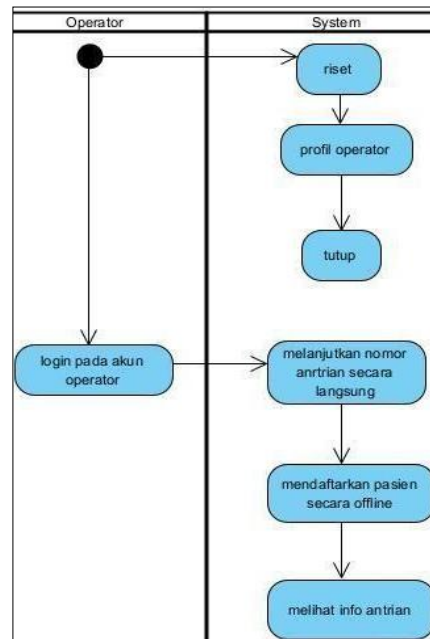 Operator
System
riset
profil operator
tutup
login pada akun
operator
melanjutkan nomor
anrtrian secara
langsung
mendaftarkan pasien
secara offline
melihat info antrian